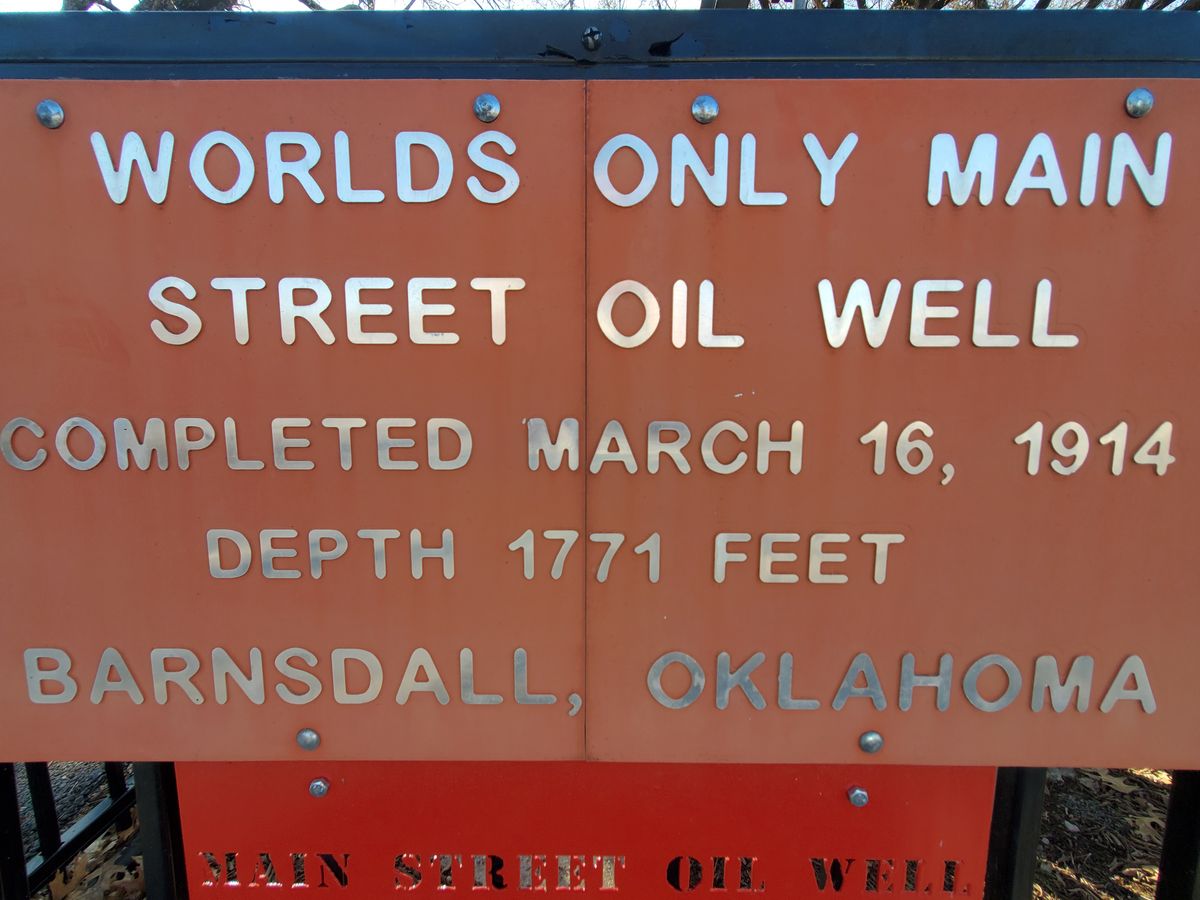 WORLDS ONLY MAIN
STREET OIL WELL
COMPLETED MARCH 16, 1914
DEPTH 1771 FEET
BARNSDALL, OKLAHOMA
MAIN STREET OIL WELL